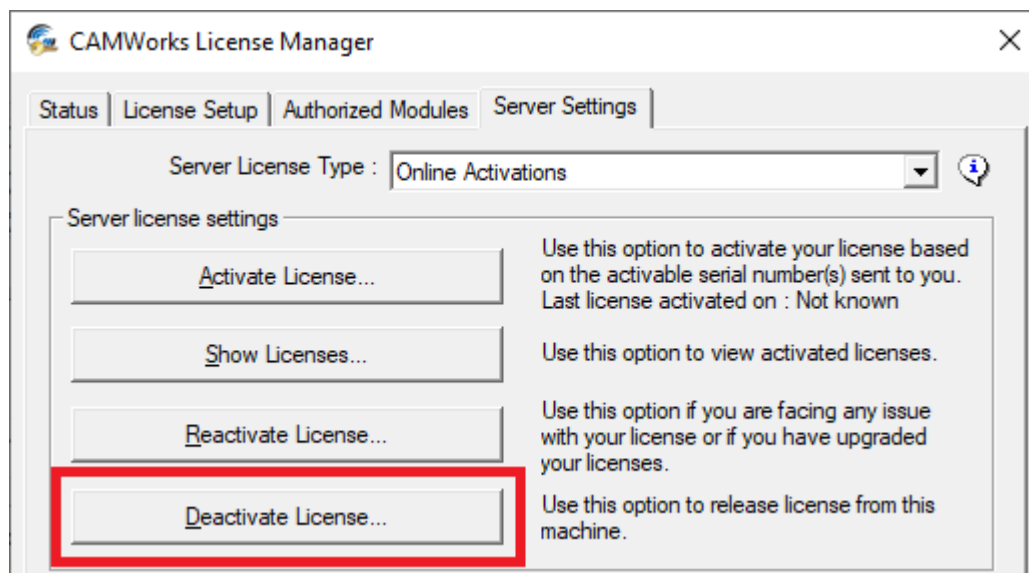 CAMWorks License Manager
Status
License Setup
Authorized Modules
Server Settings
Server License Type :
Online Activations
Server license settings
Activate License...
Use this option to activate your license based
on the activable serial number(s) sent to you.
Last license activated on : Not known
Show Licenses...
Use this option to view activated licenses.
Reactivate License...
Use this option if you are facing any issue
with your license or if you have upgraded
your licenses.
Deactivate License...
Use this option to release license from this
machine.